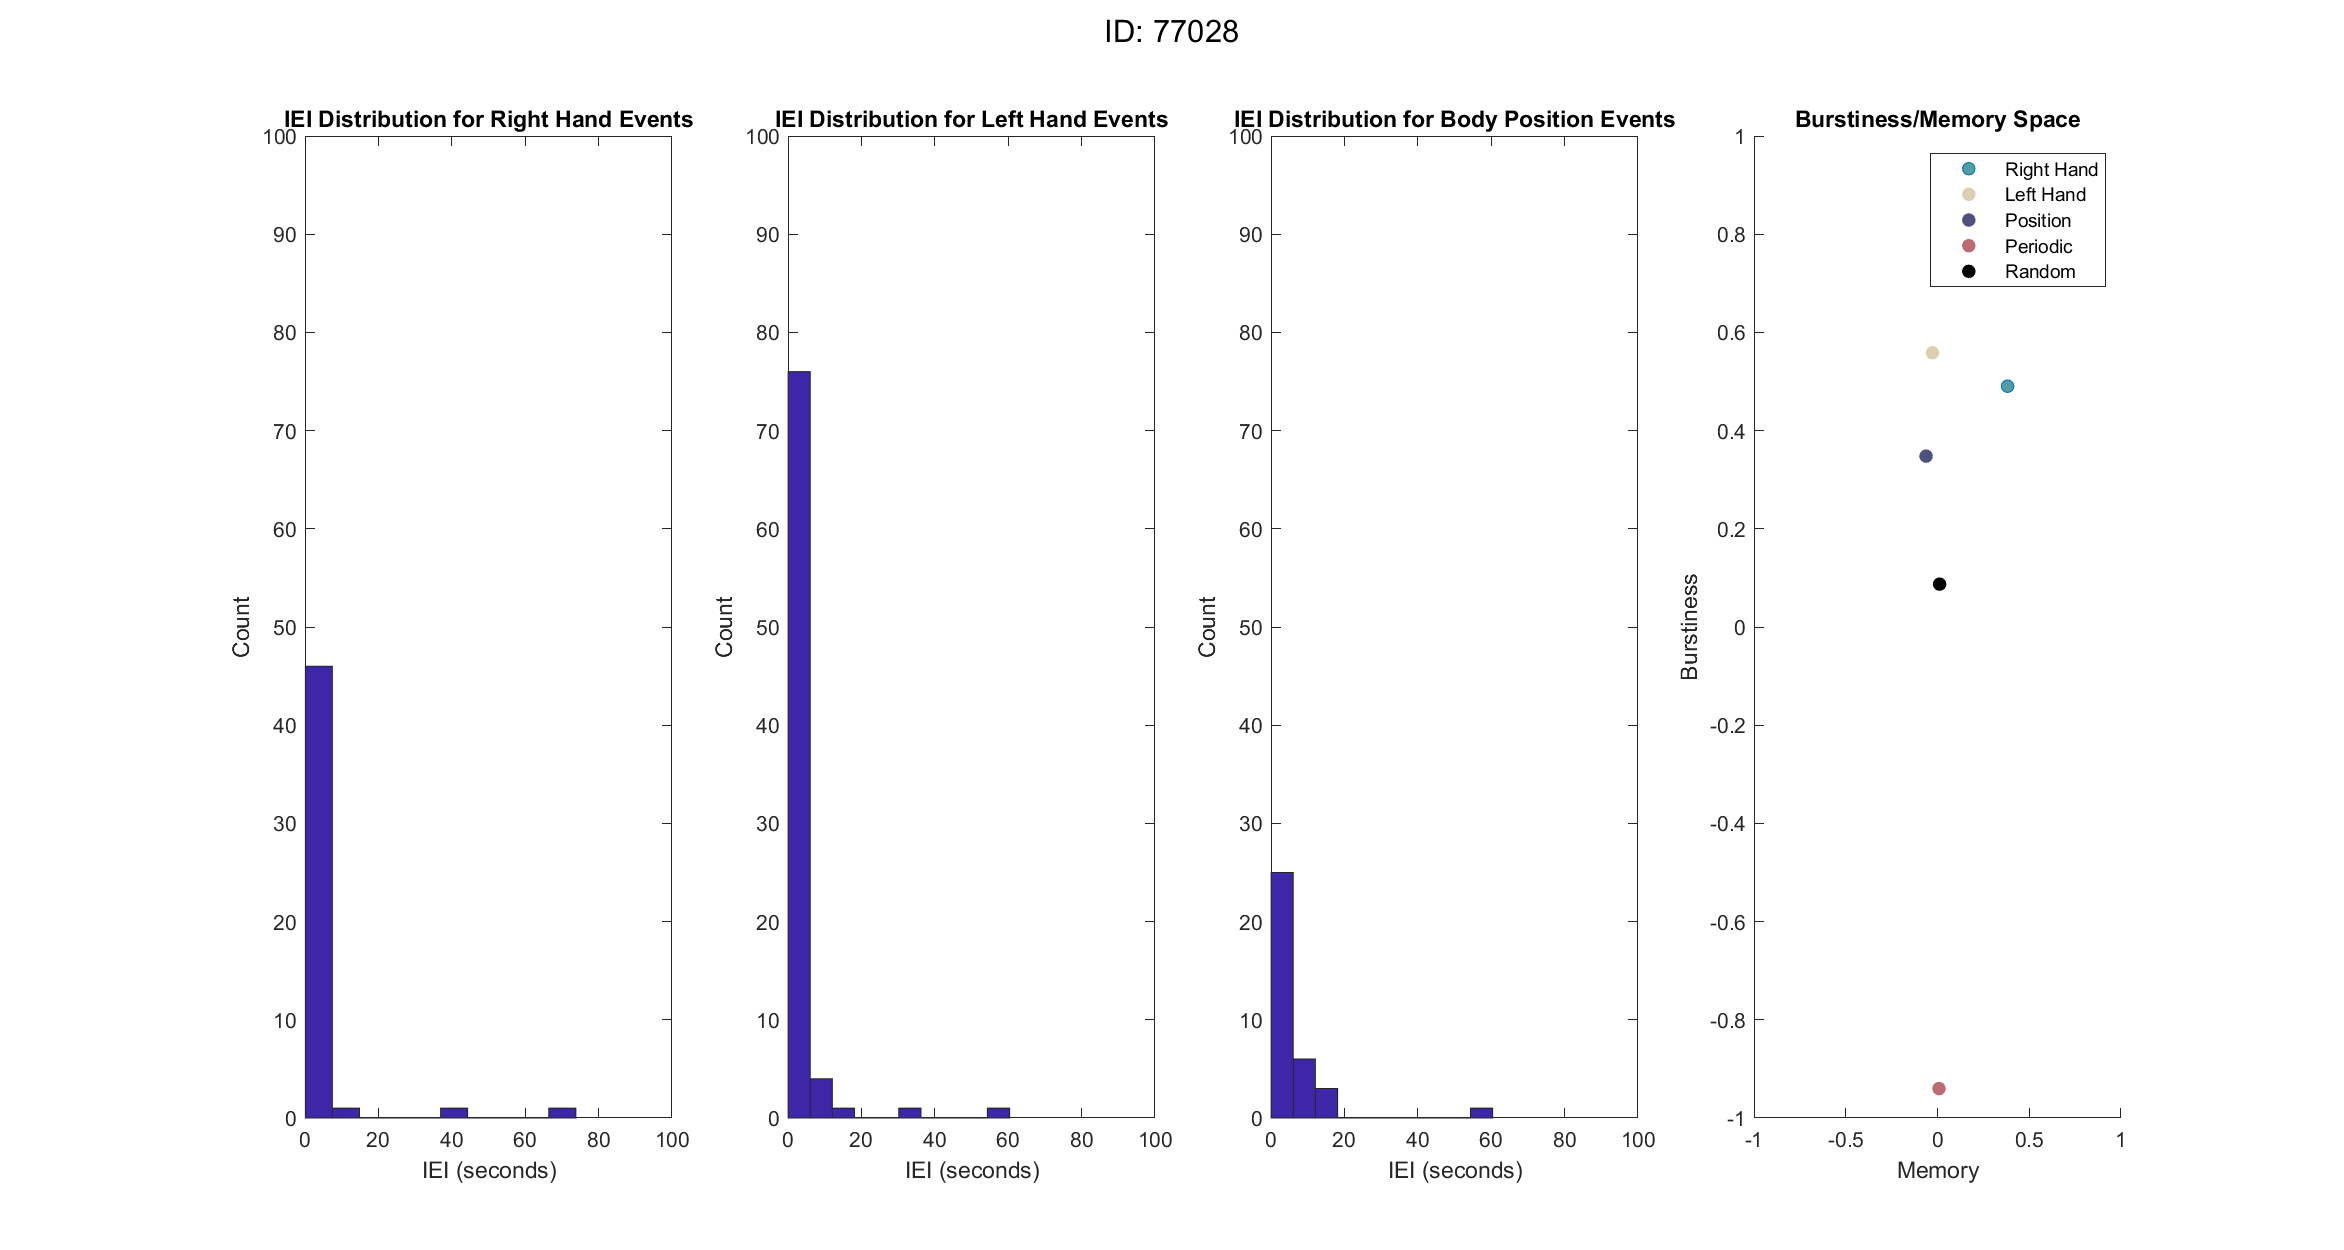 ID: 77028
IEI Distribution for Right Hand Events
100
90
80
70
60
50
40
30
20
10
0
Count
0 20 40 60 80 100
IEI (seconds)
IEI Distribution for Left Hand Events
100
90
80
70
60
50
40
30
20
10
0
Count
0 20 40 60 80 100
IEI (seconds)
IEI Distribution for Body Position Events
100
90
80
70
60
50
40
30
20
10
0
Count
0 20 40 60 80 100
IEI (seconds)
Burstiness/Memory Space
1
0.8
0.6
0.4
0.2
0
-0.2
-0.4
-0.6
-0.8
-1
Burstiness
Right Hand
Left Hand
Position
Periodic
Random
-1 -0.5 0 0.5 1
Memory